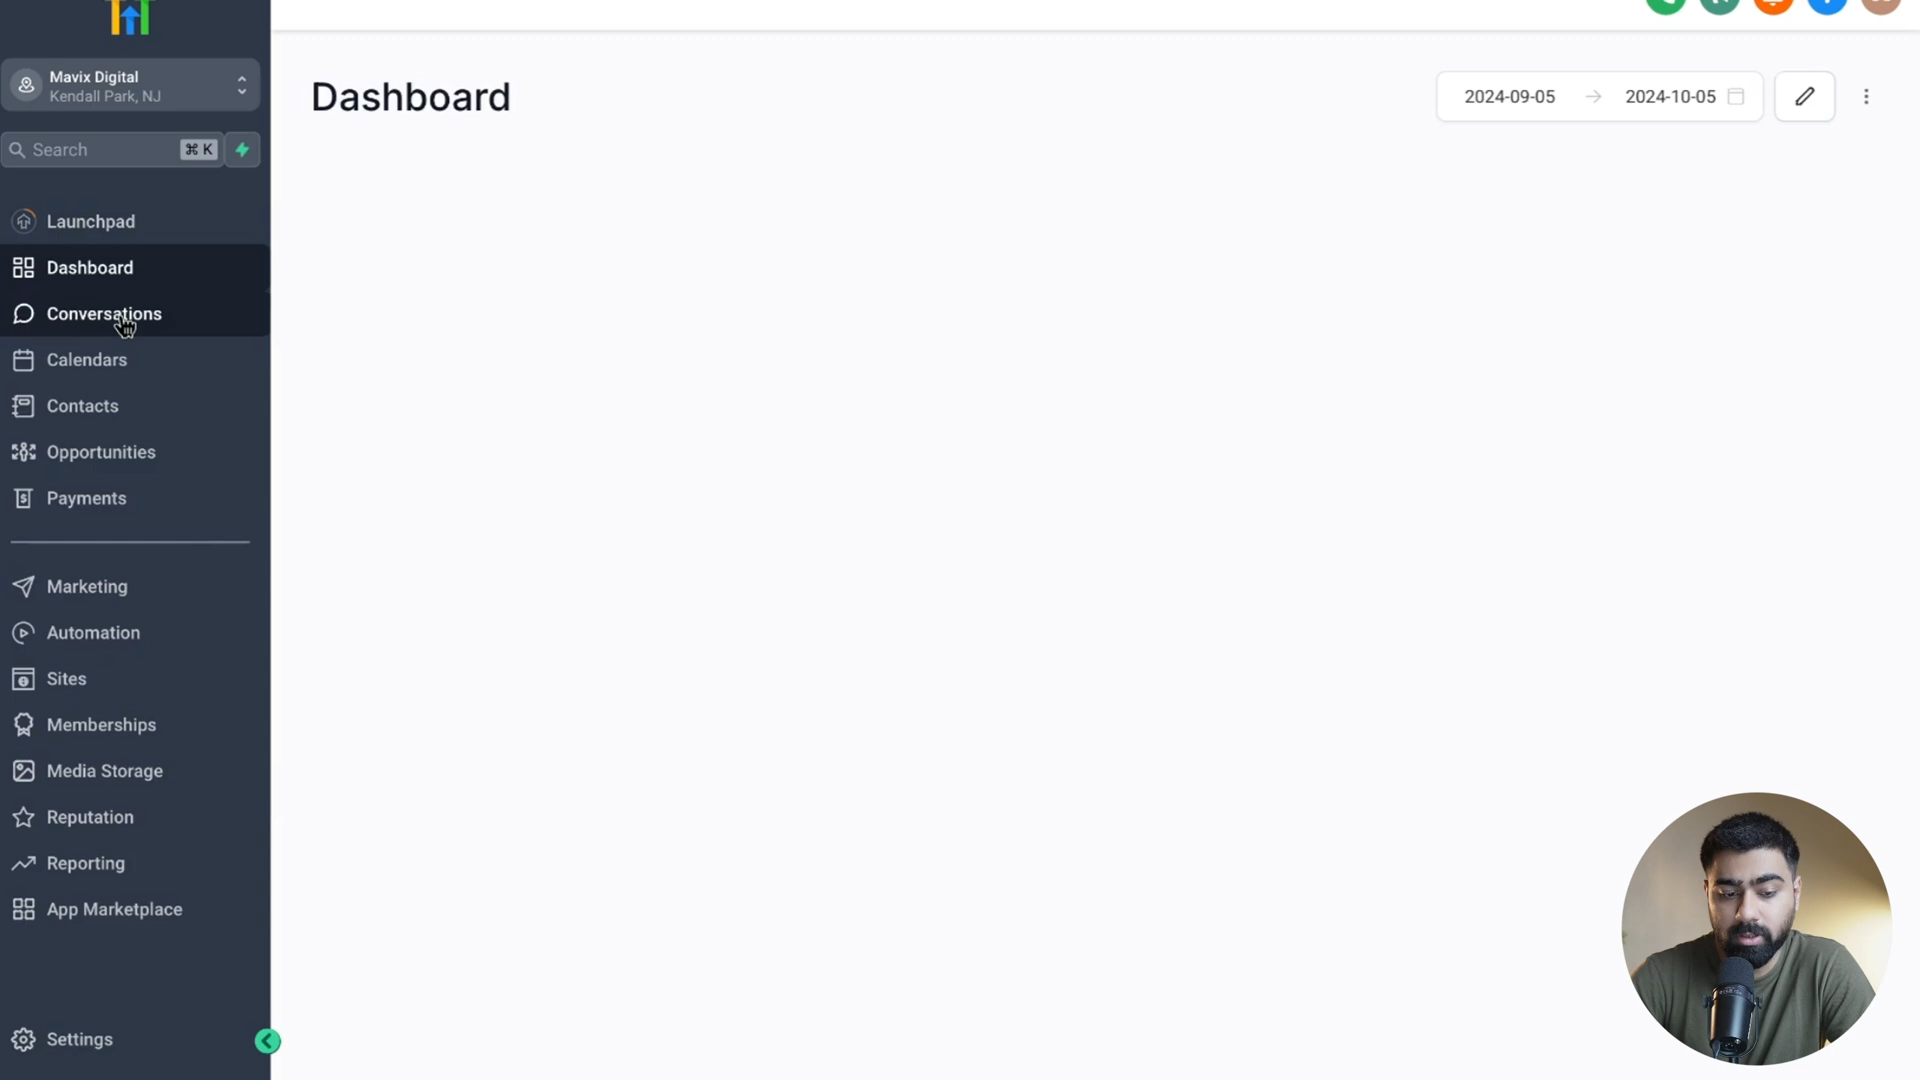 Mavix Digital
Kendall Park, NJ
Search
⌘ K
Launchpad
Dashboard
Conversations
Calendars
Contacts
Opportunities
Payments
Marketing
Automation
Sites
Memberships
Media Storage
Reputation
Reporting
App Marketplace
Settings
Dashboard
2024-09-05 → 2024-10-05